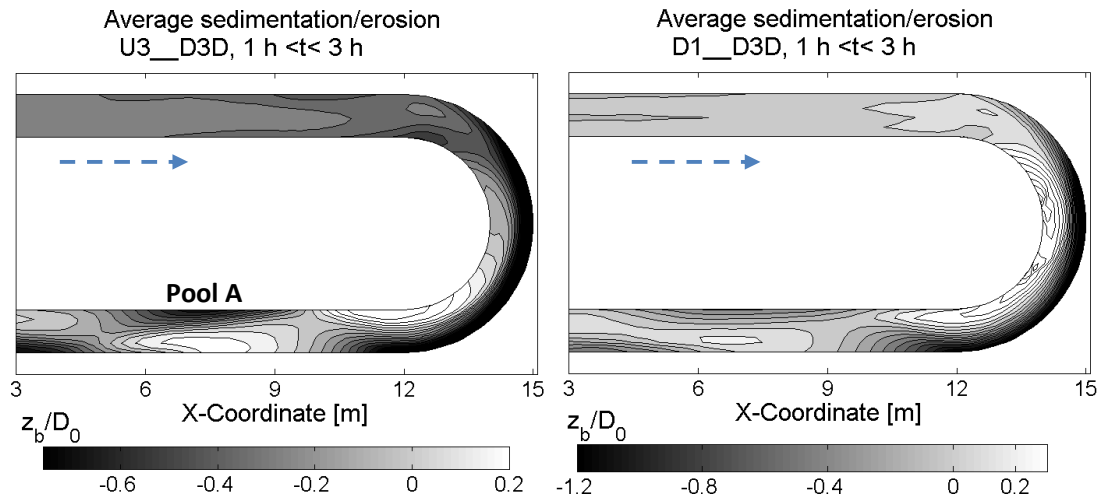 Average sedimentation/erosion
U3__D3D, 1 h <t< 3 h
Pool A
3 6 9 12 15
X-Coordinate [m]
z_b/D_0
-0.6 -0.4 -0.2 0 0.2
Average sedimentation/erosion
D1__D3D, 1 h <t< 3 h
3 6 9 12 15
X-Coordinate [m]
z_b/D_0
-1.2 -0.8 -0.4 0 0.2